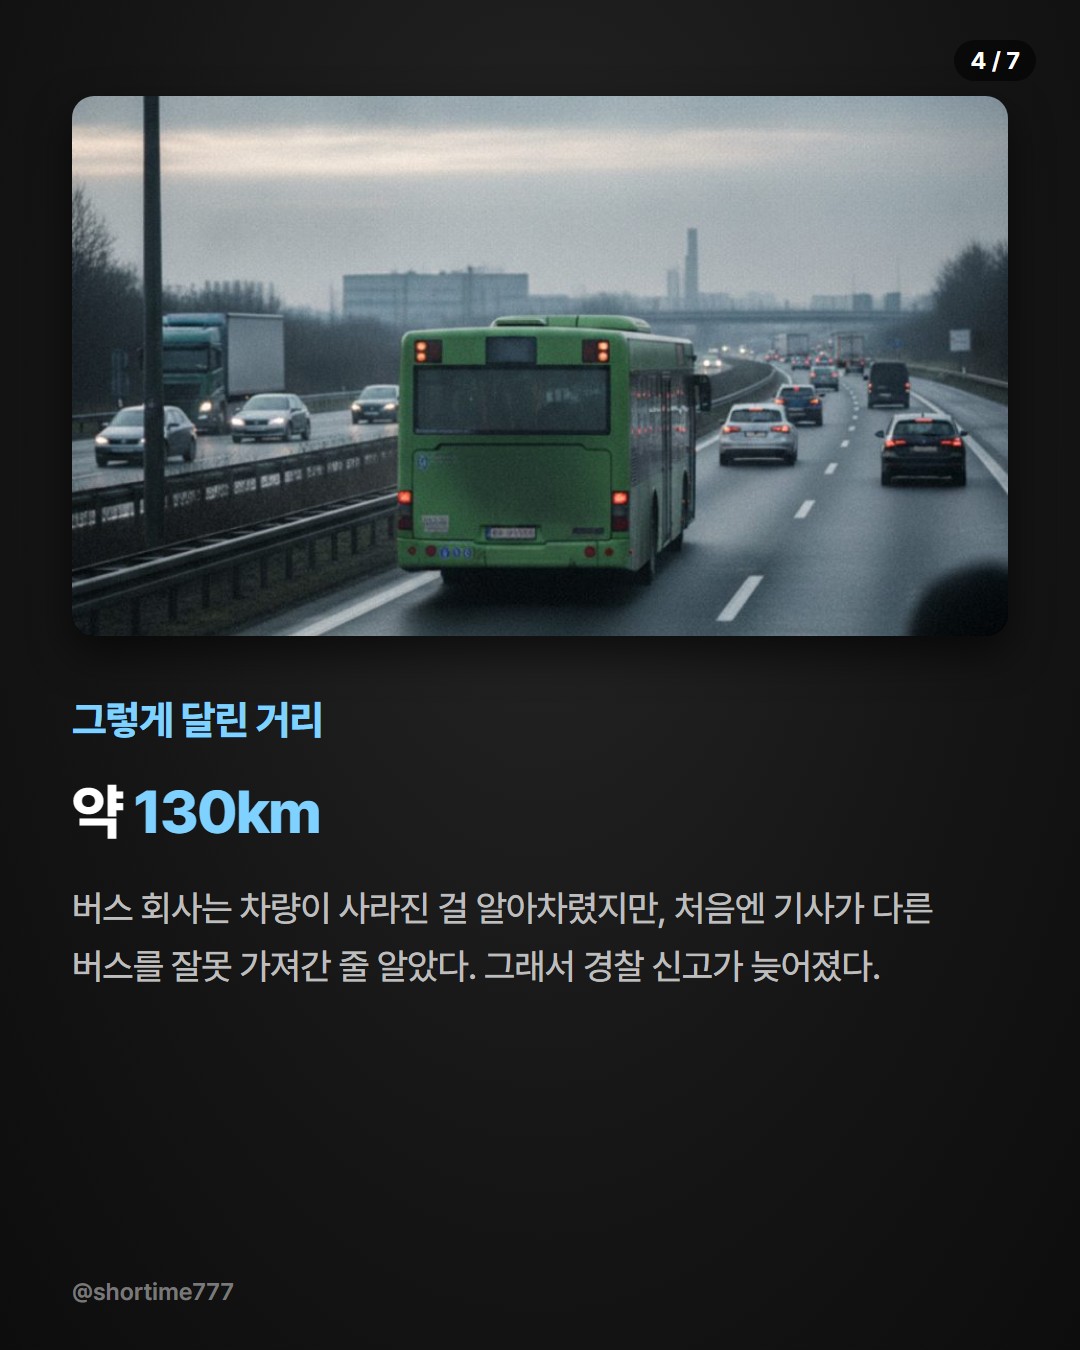 4 / 7
그렇게 달린 거리
약 130km
버스 회사는 차량이 사라진 걸 알아차렸지만, 처음엔 기사가 다른
버스를 잘못 가져간 줄 알았다. 그래서 경찰 신고가 늦어졌다.
@shortime777